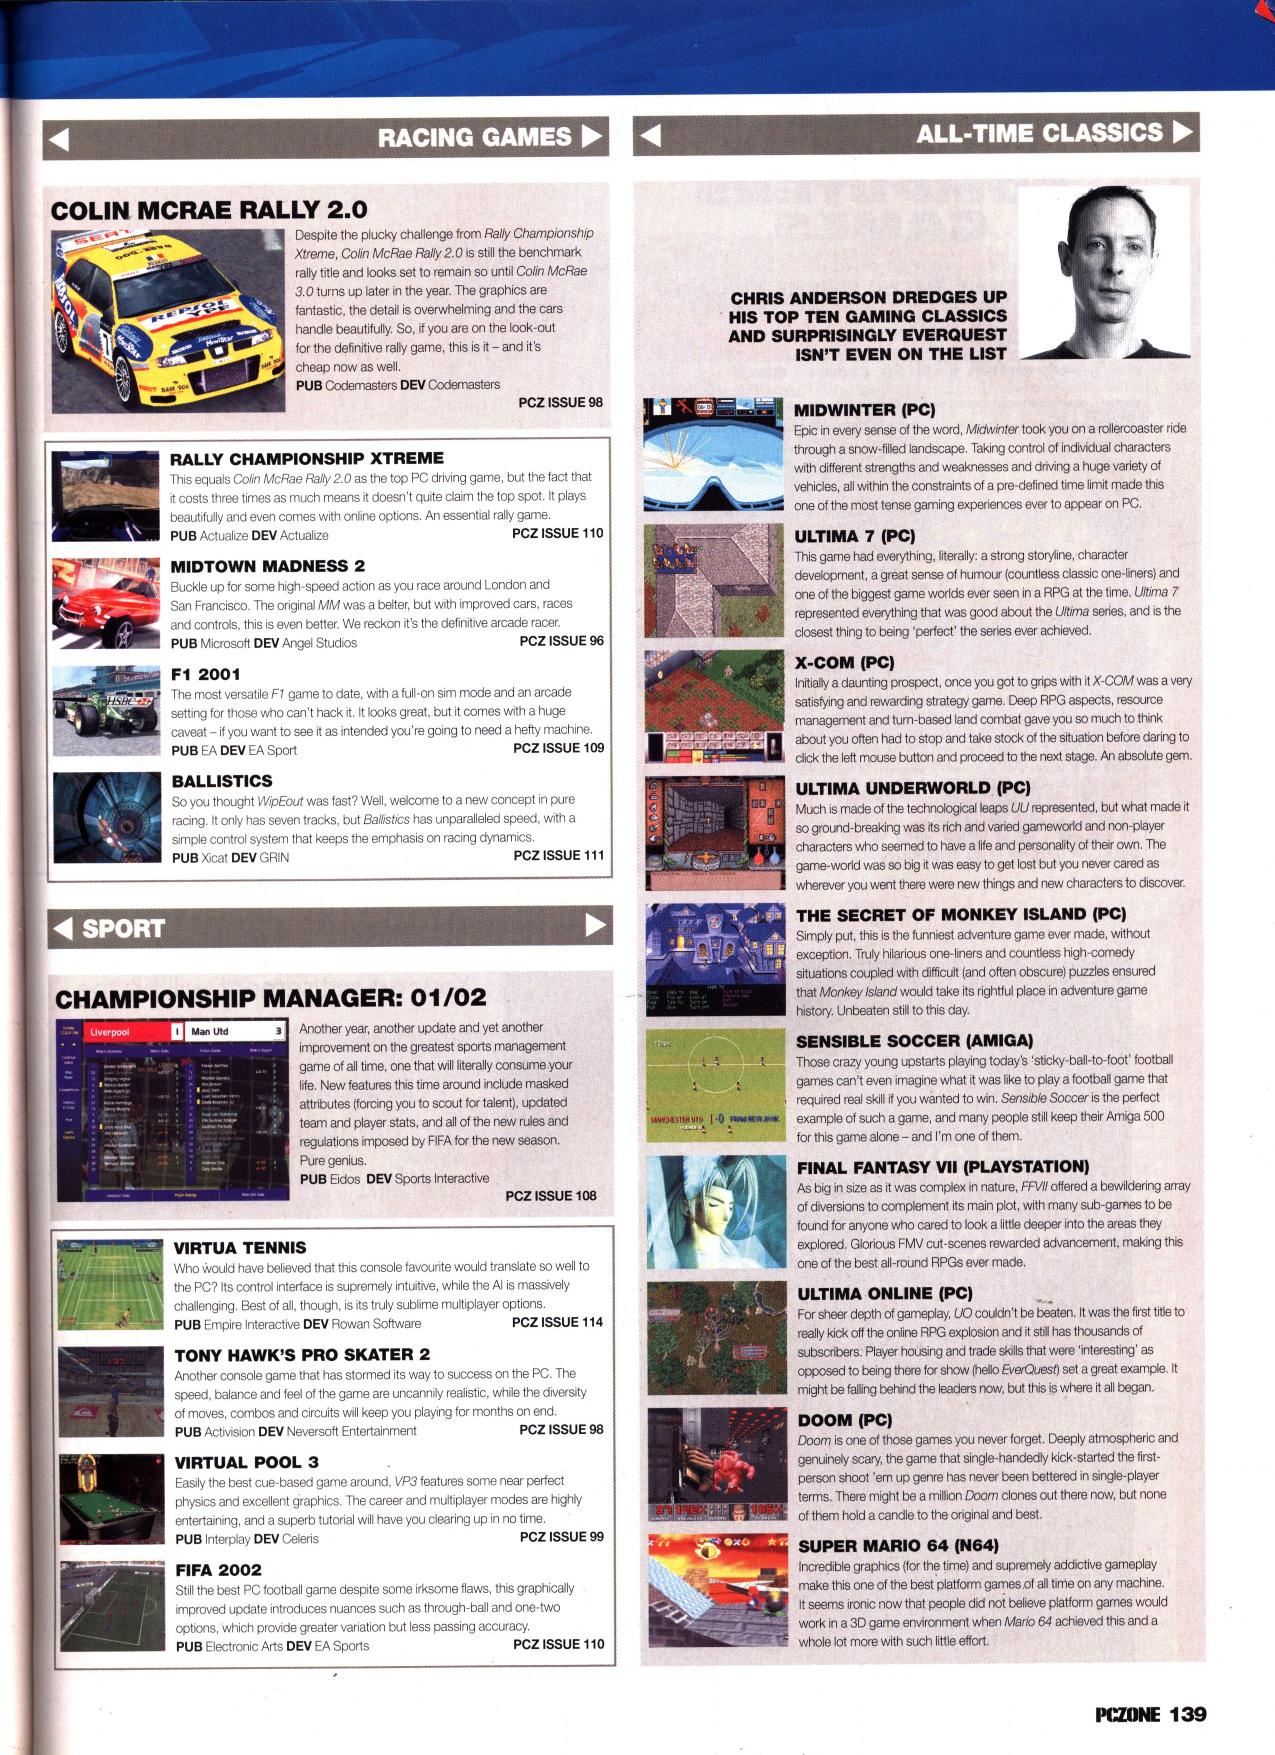 RACING GAMES
COLIN MCRAE RALLY 2.0
Despite the plucky challenge from Rally Championship
Xtreme, Colin McRae Rally 2.0 is still the benchmark
rally title and looks set to remain so until Colin McRae
3.0 turns up later in the year. The graphics are
fantastic, the detail is overwhelming and the cars
handle beautifully. So, if you are on the look-out
for the definitive rally game, this is it – and it's
cheap now as well.
PUB Codemasters DEV Codemasters
PCZ ISSUE 98
RALLY CHAMPIONSHIP XTREME
This equals Colin McRae Rally 2.0 as the top PC driving game, but the fact that
it costs three times as much means it doesn't quite claim the top spot. It plays
beautifully and even comes with online options. An essential rally game.
PUB Actualize DEV Actualize PCZ ISSUE 110
MIDTOWN MADNESS 2
Buckle up for some high-speed action as you race around London and
San Francisco. The original MM was a belter, but with improved cars, races
and controls, this is even better. We reckon it's the definitive arcade racer.
PUB Microsoft DEV Angel Studios PCZ ISSUE 96
F1 2001
The most versatile F1 game to date, with a full-on sim mode and an arcade
setting for those who can't hack it. It looks great, but it comes with a huge
caveat – if you want to see it as intended you're going to need a hefty machine.
PUB EA DEV EA Sport PCZ ISSUE 109
BALLISTICS
So you thought WipEout was fast? Well, welcome to a new concept in pure
racing. It only has seven tracks, but Ballistics has unparalleled speed, with a
simple control system that keeps the emphasis on racing dynamics.
PUB Xicat DEV GRIN PCZ ISSUE 111
SPORT
CHAMPIONSHIP MANAGER: 01/02
Liverpool 1 Man Utd 3
Another year, another update and yet another
improvement on the greatest sports management
game of all time, one that will literally consume your
life. New features this time around include masked
attributes (forcing you to scout for talent), updated
team and player stats, and all of the new rules and
regulations imposed by FIFA for the new season.
Pure genius.
PUB Eidos DEV Sports Interactive
PCZ ISSUE 108
VIRTUA TENNIS
Who would have believed that this console favourite would translate so well to
the PC? Its control interface is supremely intuitive, while the AI is massively
challenging. Best of all, though, is its truly sublime multiplayer options.
PUB Empire Interactive DEV Rowan Software PCZ ISSUE 114
TONY HAWK'S PRO SKATER 2
Another console game that has stormed its way to success on the PC. The
speed, balance and feel of the game are uncannily realistic, while the diversity
of moves, combos and circuits will keep you playing for months on end.
PUB Activision DEV Neversoft Entertainment PCZ ISSUE 98
VIRTUAL POOL 3
Easily the best cue-based game around, VP3 features some near perfect
physics and excellent graphics. The career and multiplayer modes are highly
entertaining, and a superb tutorial will have you clearing up in no time.
PUB Interplay DEV Celeris PCZ ISSUE 99
FIFA 2002
Still the best PC football game despite some irksome flaws, this graphically
improved update introduces nuances such as through-ball and one-two
options, which provide greater variation but less passing accuracy.
PUB Electronic Arts DEV EA Sports PCZ ISSUE 110
ALL-TIME CLASSICS
CHRIS ANDERSON DREDGES UP
HIS TOP TEN GAMING CLASSICS
AND SURPRISINGLY EVERQUEST
ISN'T EVEN ON THE LIST
MIDWINTER (PC)
Epic in every sense of the word, Midwinter took you on a rollercoaster ride
through a snow-filled landscape. Taking control of individual characters
with different strengths and weaknesses and driving a huge variety of
vehicles, all within the constraints of a pre-defined time limit made this
one of the most tense gaming experiences ever to appear on PC.
ULTIMA 7 (PC)
This game had everything, literally: a strong storyline, character
development, a great sense of humour (countless classic one-liners) and
one of the biggest game worlds ever seen in a RPG at the time. Ultima 7
represented everything that was good about the Ultima series, and is the
closest thing to being 'perfect' the series ever achieved.
X-COM (PC)
Initially a daunting prospect, once you got to grips with it X-COM was a very
satisfying and rewarding strategy game. Deep RPG aspects, resource
management and turn-based land combat gave you so much to think
about you often had to stop and take stock of the situation before daring to
click the left mouse button and proceed to the next stage. An absolute gem.
ULTIMA UNDERWORLD (PC)
Much is made of the technological leaps UU represented, but what made it
so ground-breaking was its rich and varied gameworld and non-player
characters who seemed to have a life and personality of their own. The
game-world was so big it was easy to get lost but you never cared as
wherever you went there were new things and new characters to discover.
THE SECRET OF MONKEY ISLAND (PC)
Simply put, this is the funniest adventure game ever made, without
exception. Truly hilarious one-liners and countless high-comedy
situations coupled with difficult (and often obscure) puzzles ensured
that Monkey Island would take its rightful place in adventure game
history. Unbeaten still to this day.
SENSIBLE SOCCER (AMIGA)
Those crazy young upstarts playing today's 'sticky-ball-to-foot' football
games can't even imagine what it was like to play a football game that
required real skill if you wanted to win. Sensible Soccer is the perfect
example of such a game, and many people still keep their Amiga 500
for this game alone – and I'm one of them.
FINAL FANTASY VII (PLAYSTATION)
As big in size as it was complex in nature, FFVII offered a bewildering array
of diversions to complement its main plot, with many sub-games to be
found for anyone who cared to look a little deeper into the areas they
explored. Glorious FMV cut-scenes rewarded advancement, making this
one of the best all-round RPGs ever made.
ULTIMA ONLINE (PC)
For sheer depth of gameplay, UO couldn't be beaten. It was the first title to
really kick off the online RPG explosion and it still has thousands of
subscribers. Player housing and trade skills that were 'interesting' as
opposed to being there for show (hello EverQuest) set a great example. It
might be falling behind the leaders now, but this is where it all began.
DOOM (PC)
Doom is one of those games you never forget. Deeply atmospheric and
genuinely scary, the game that single-handedly kick-started the first-
person shoot 'em up genre has never been bettered in single-player
terms. There might be a million Doom clones out there now, but none
of them hold a candle to the original and best.
SUPER MARIO 64 (N64)
Incredible graphics (for the time) and supremely addictive gameplay
make this one of the best platform games of all time on any machine.
It seems ironic now that people did not believe platform games would
work in a 3D game environment when Mario 64 achieved this and a
whole lot more with such little effort.
PCZONE 139